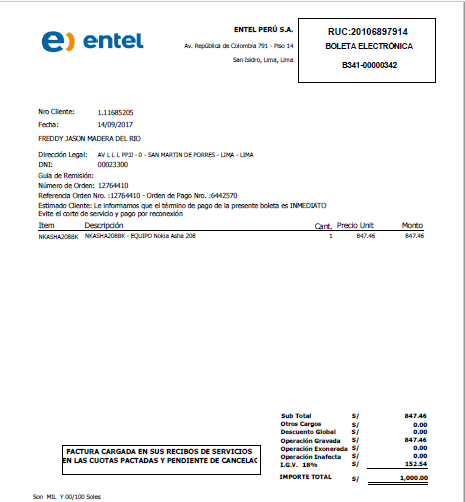 entel
ENTEL PERÚ S.A.
Av. República de Colombia 791 - Piso 14
San Isidro, Lima, Lima
RUC:20106897914
BOLETA ELECTRÓNICA
B341-00000342
Nro Cliente: 1.11685205
Fecha: 14/09/2017
FREDDY JASON MADERA DEL RIO
Dirección Legal: AV L L L PPJJ - 0 - SAN MARTIN DE PORRES - LIMA - LIMA
DNI: 00023300
Guia de Remisión:
Número de Orden: 12764410
Referencia Orden Nro. :12764410 - Orden de Pago Nro. :6442570
Estimado Cliente: Le informamos que el término de pago de la presente boleta es INMEDIATO
Evite el corte de servicio y pago por reconexión
Item Descripción Cant. Precio Unit Monto
NKASHA208BK NKASHA208BK - EQUIPO Nokia Asha 208 1 847.46 847.46
Sub Total S/ 847.46
Otros Cargos S/ 0.00
Descuento Global S/ 0.00
Operación Gravada S/ 847.46
Operación Exonerada S/ 0.00
Operación Inafecta S/ 0.00
I.G.V. 18% S/ 152.54
IMPORTE TOTAL S/ 1,000.00
FACTURA CARGADA EN SUS RECIBOS DE SERVICIOS
EN LAS CUOTAS PACTADAS Y PENDIENTE DE CANCELAC
Son MIL Y 00/100 Soles